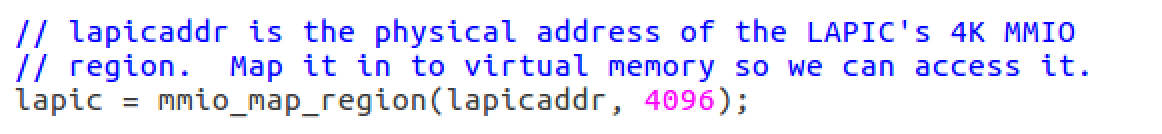 // lapicaddr is the physical address of the LAPIC's 4K MMIO
// region.  Map it in to virtual memory so we can access it.
lapic = mmio_map_region(lapicaddr, 4096);